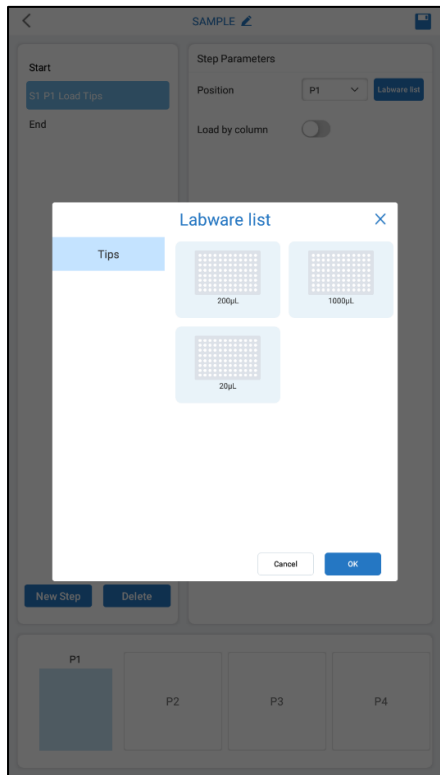 SAMPLE
Start
S1 P1 Load Tips
End
Step Parameters
Position P1 Labware list
Load by column
Labware list
Tips
200μL 1000μL
20μL
Cancel OK
New Step Delete
P1 P2 P3 P4